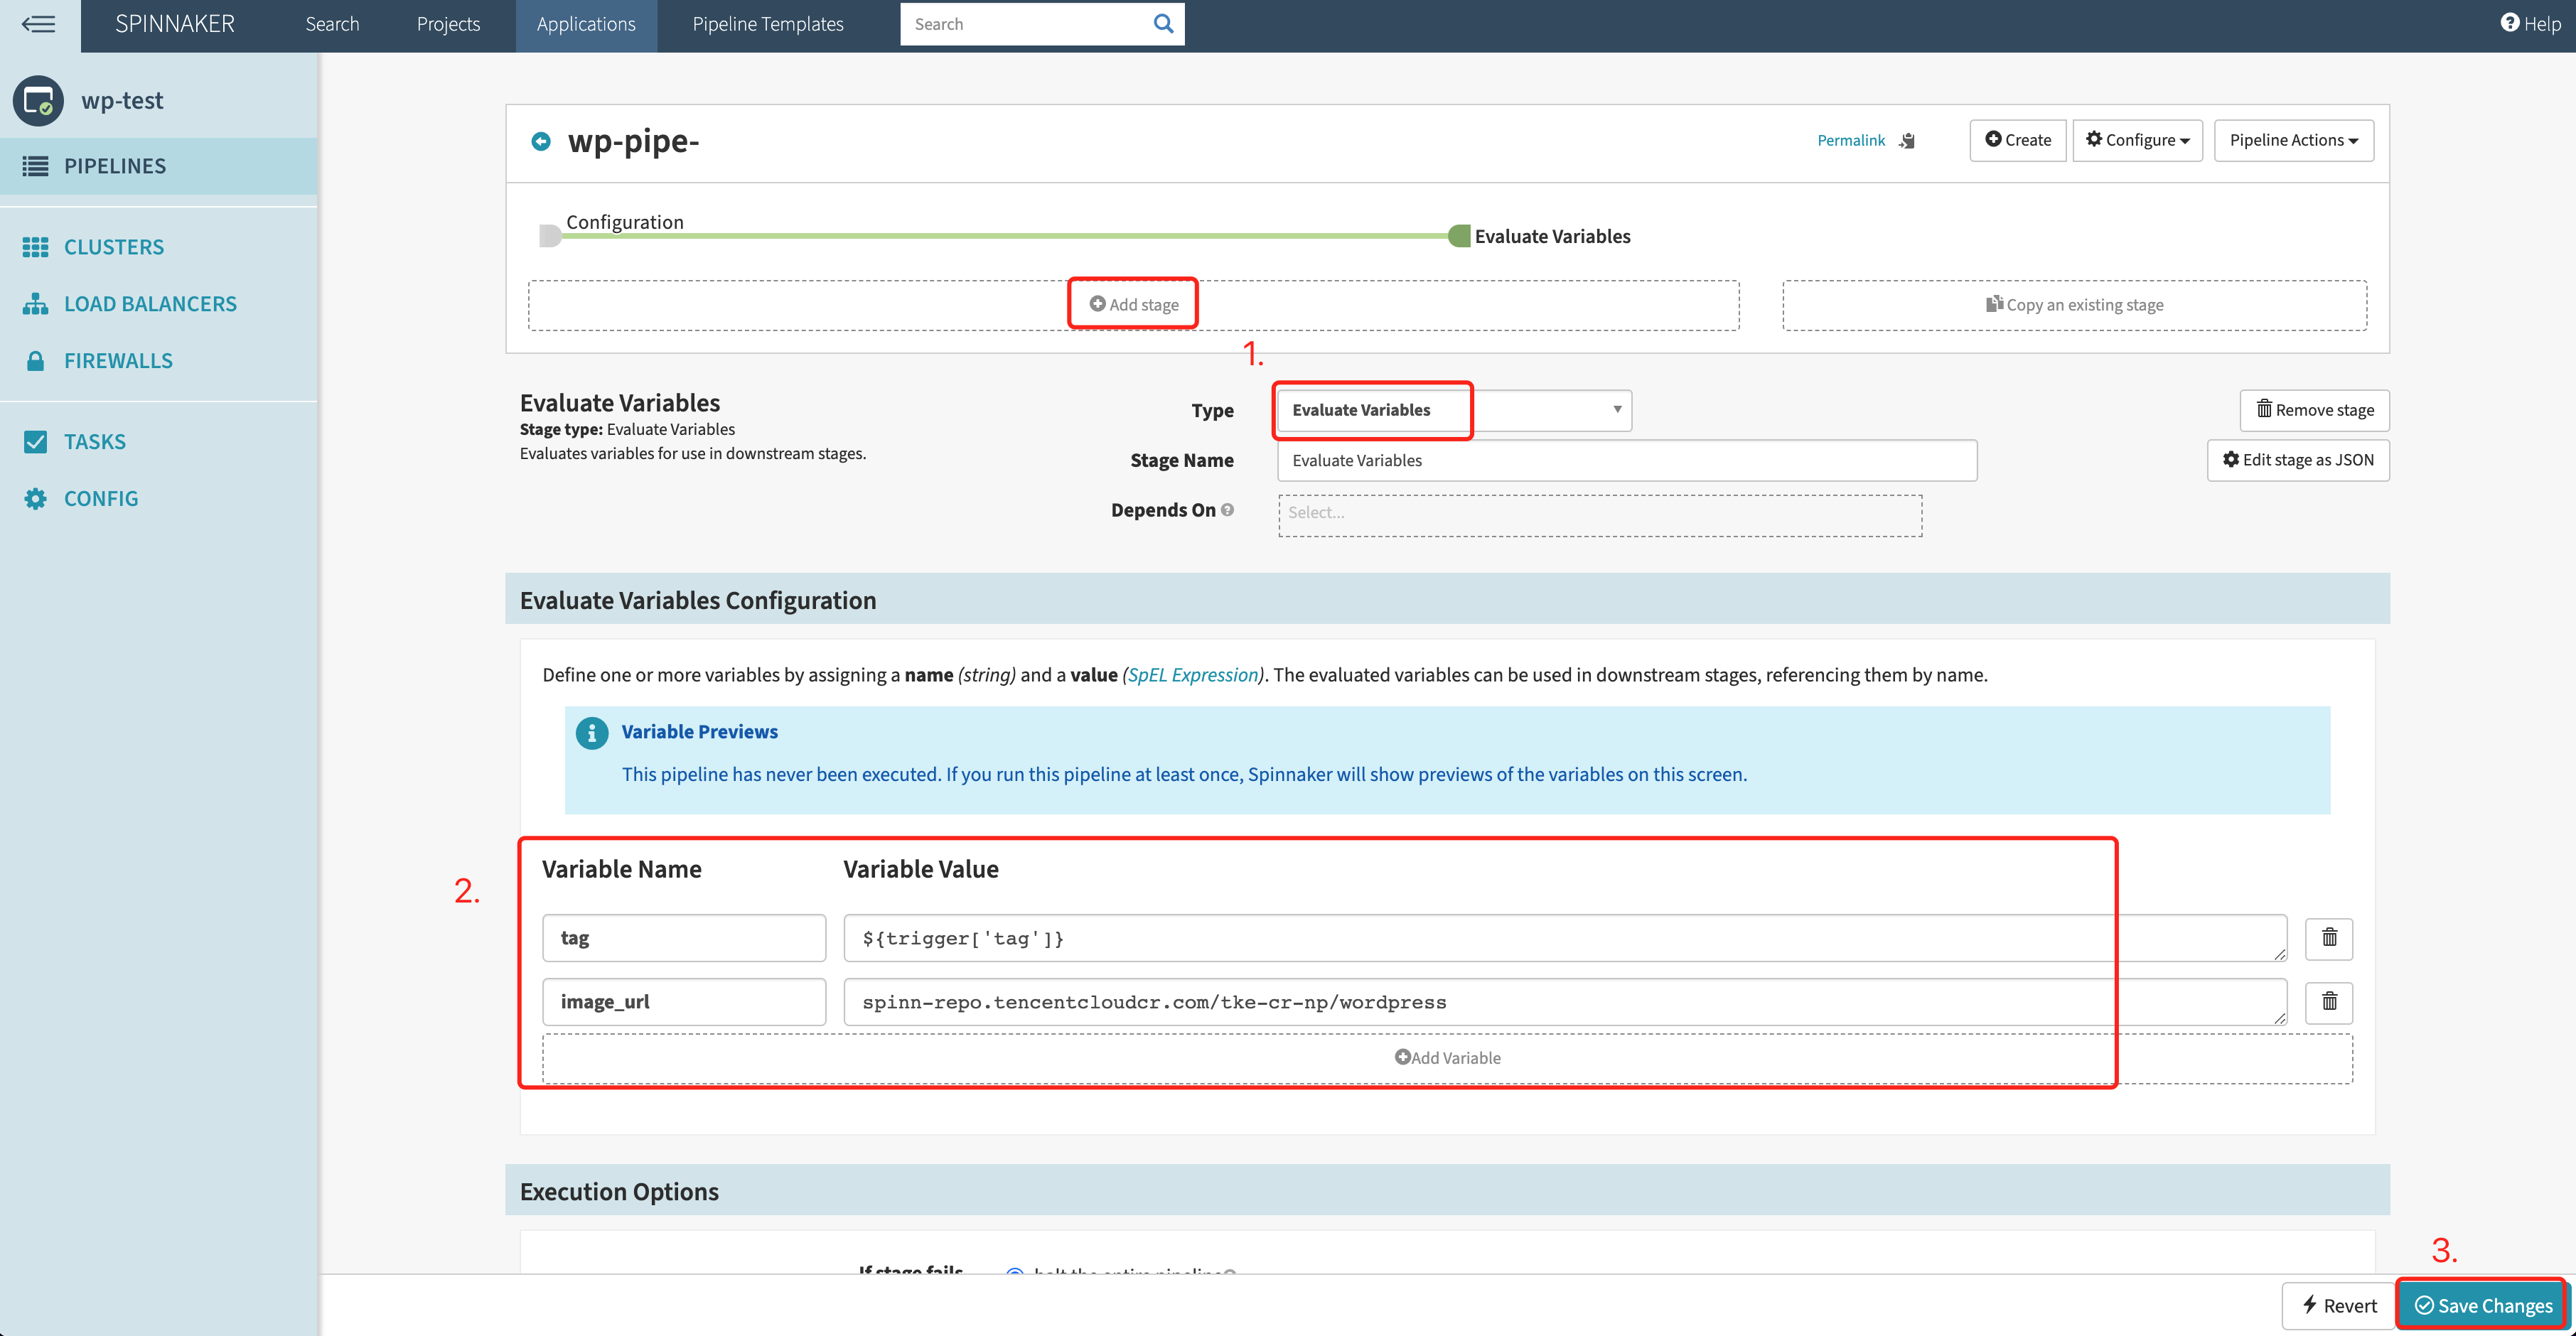 SPINNAKER Search Projects Applications Pipeline Templates Search Help
wp-test
PIPELINES
CLUSTERS
LOAD BALANCERS
FIREWALLS
TASKS
CONFIG
wp-pipe- Permalink Create Configure Pipeline Actions
Configuration
Evaluate Variables
Add stage Copy an existing stage
1.
Evaluate Variables Type Evaluate Variables Remove stage
Stage type: Evaluate Variables
Evaluates variables for use in downstream stages.
Stage Name Evaluate Variables Edit stage as JSON
Depends On Select...
Evaluate Variables Configuration
Define one or more variables by assigning a name (string) and a value (SpEL Expression). The evaluated variables can be used in downstream stages, referencing them by name.
Variable Previews
This pipeline has never been executed. If you run this pipeline at least once, Spinnaker will show previews of the variables on this screen.
2.
Variable Name Variable Value
tag ${trigger['tag']}
image_url spinn-repo.tencentcloudcr.com/tke-cr-np/wordpress
Add Variable
Execution Options
If stage fails halt the entire pipeline
3.
Revert Save Changes